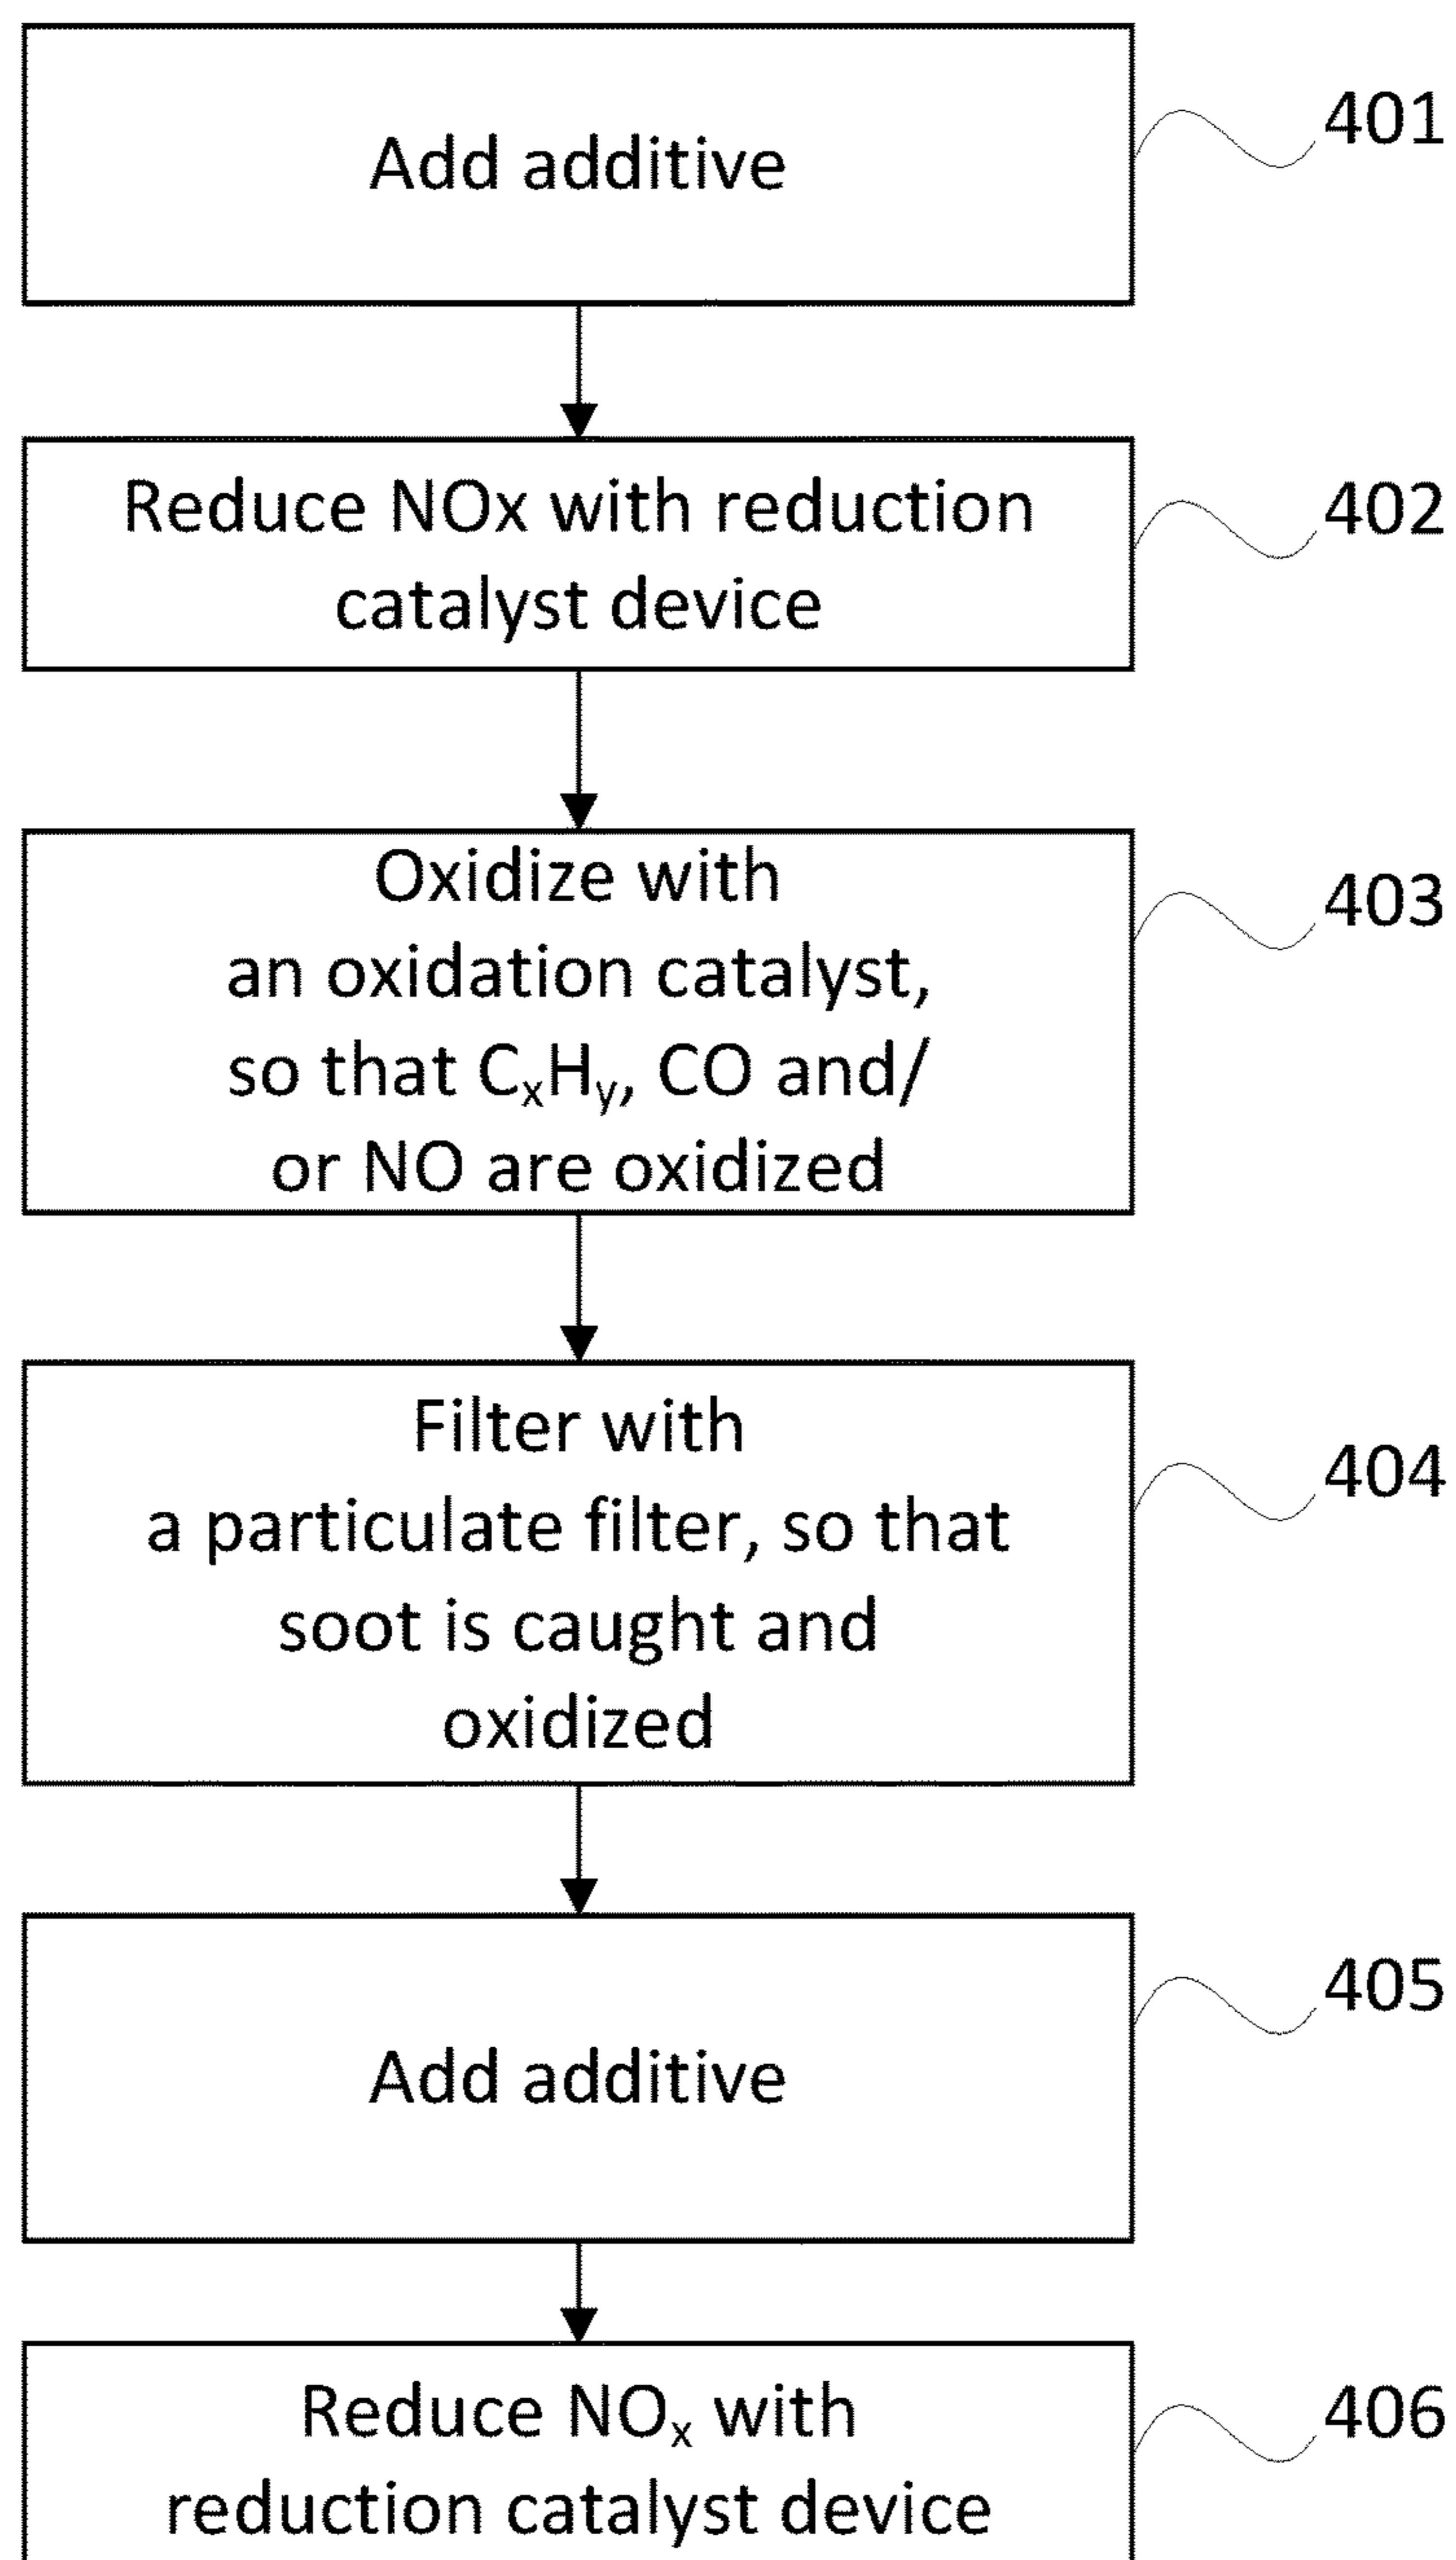 Add additive
401
Reduce NOx with reduction
catalyst device
402
Oxidize with
an oxidation catalyst,
so that CₓHᵧ, CO and/
or NO are oxidized
403
Filter with
a particulate filter, so that
soot is caught and
oxidized
404
Add additive
405
Reduce NOₓ with
reduction catalyst device
406